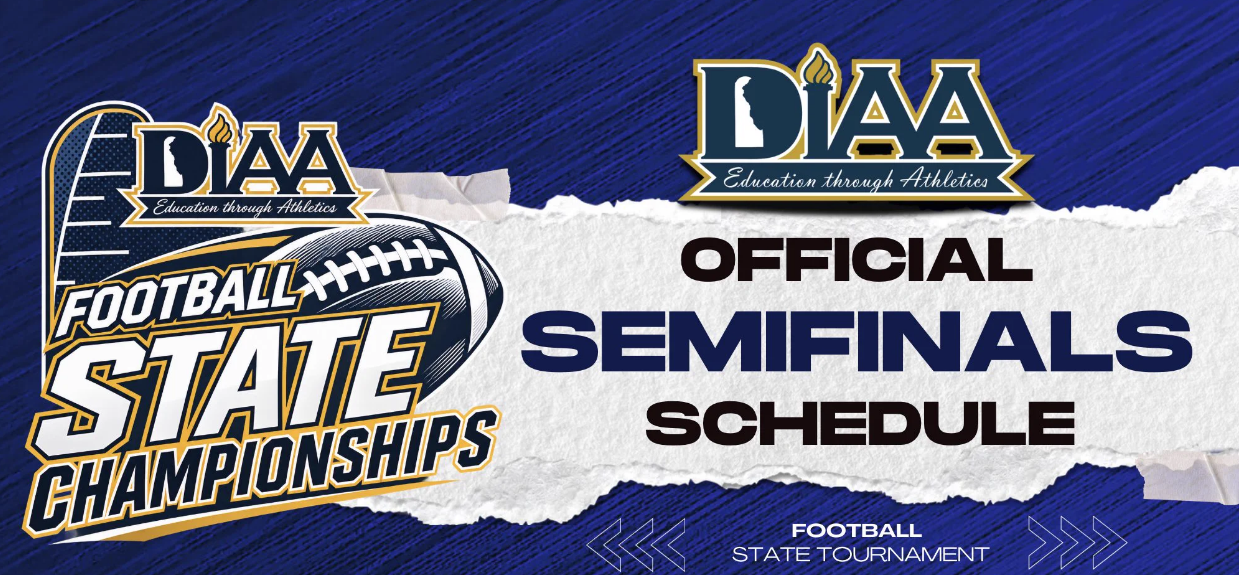 DIAA
Education through Athletics
FOOTBALL
STATE
CHAMPIONSHIPS
DIAA
Education through Athletics
OFFICIAL
SEMIFINALS
SCHEDULE
FOOTBALL
STATE TOURNAMENT